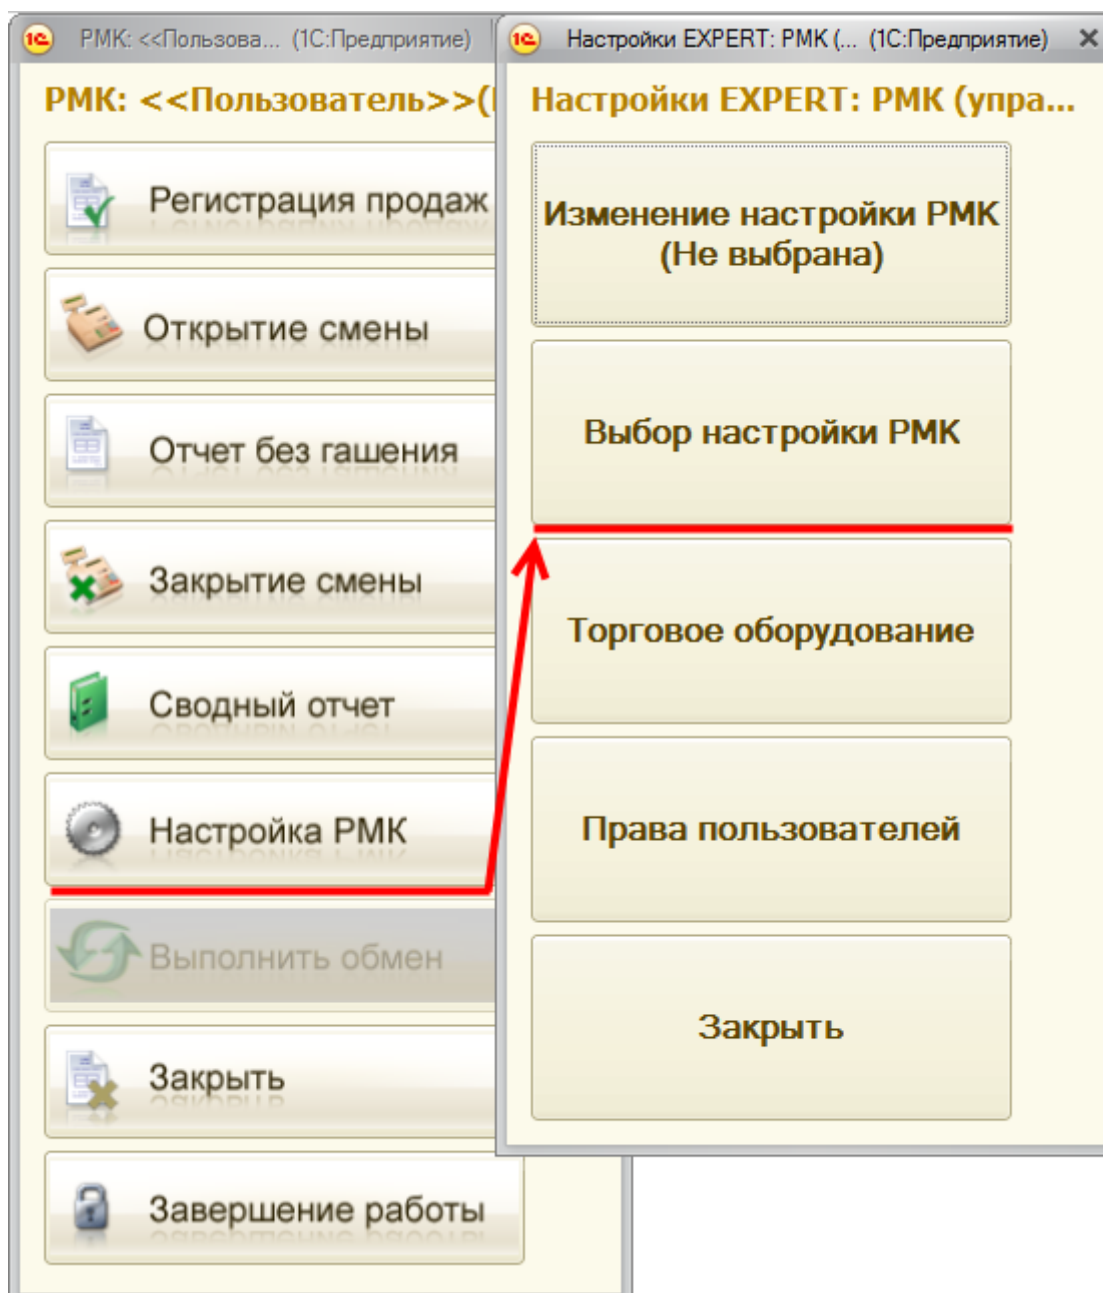 РМК: <<Пользова... (1С:Предприятие)
РМК: <<Пользователь>>(
Регистрация продаж
Открытие смены
Отчет без гашения
Закрытие смены
Сводный отчет
Настройка РМК
Выполнить обмен
Закрыть
Завершение работы
Настройки EXPERT: РМК (... (1С:Предприятие)
Настройки EXPERT: РМК (упра...
Изменение настройки РМК
(Не выбрана)
Выбор настройки РМК
Торговое оборудование
Права пользователей
Закрыть